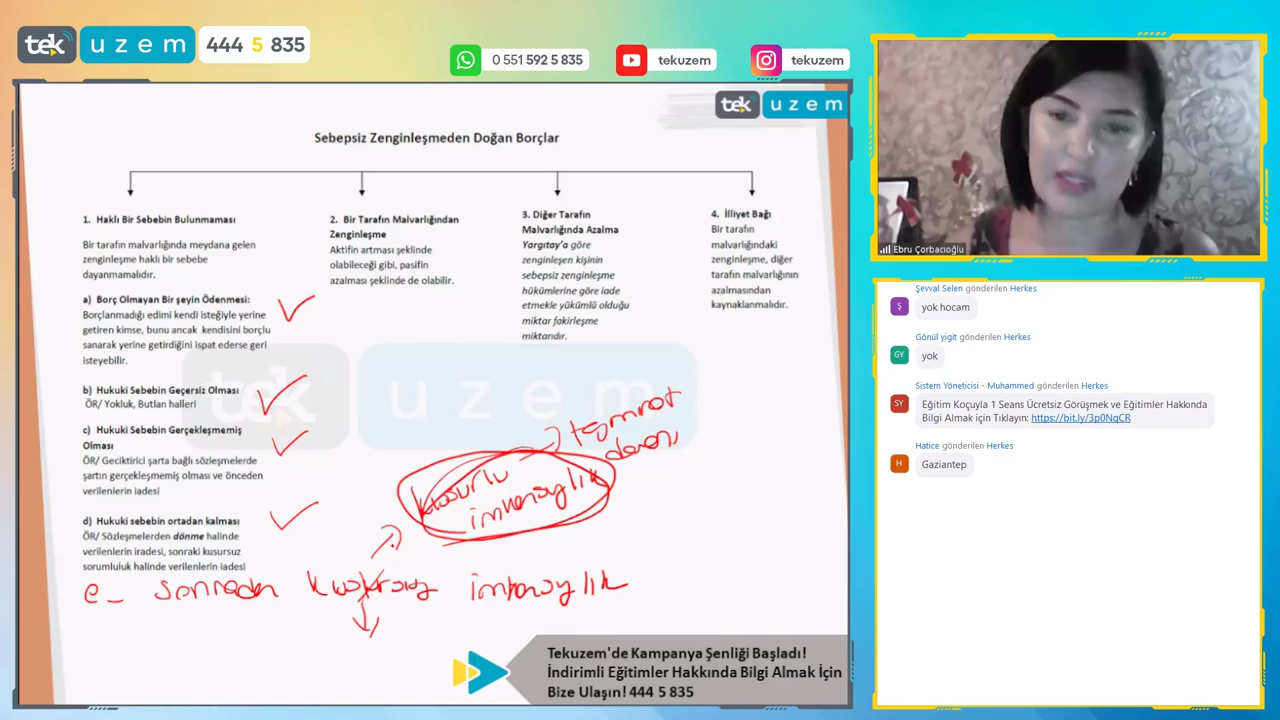 tek uzem 444 5 835
0 551 592 5 835
tekuzem
tekuzem
tek uzem
Sebepsiz Zenginleşmeden Doğan Borçlar
1. Haklı Bir Sebebin Bulunmaması
Bir tarafın malvarlığında meydana gelen
zenginleşme haklı bir sebebe
dayanmamalıdır.
a) Borç Olmayan Bir şeyin Ödenmesi:
Borçlanmadığı edimi kendi isteğiyle yerine
getiren kimse, bunu ancak kendisini borçlu
sanarak yerine getirdiğini ispat ederse geri
isteyebilir.
b) Hukuki Sebebin Geçersiz Olması
ÖR/ Yokluk, Butlan halleri
c) Hukuki Sebebin Gerçekleşmemiş
Olması
ÖR/ Geciktirici şarta bağlı sözleşmelerde
şartın gerçekleşmemiş olması ve önceden
verilenlerin iadesi
d) Hukuki sebebin ortadan kalması
ÖR/ Sözleşmelerden dönme halinde
verilenlerin iradesi, sonraki kusursuz
sorumluluk halinde verilenlerin iadesi
2. Bir Tarafın Malvarlığından
Zenginleşme
Aktifin artması şeklinde
olabileceği gibi, pasifin
azalması şeklinde de olabilir.
3. Diğer Tarafın
Malvarlığında Azalma
Yargıtay'a göre
zenginleşen kişinin
sebepsiz zenginleşme
hükümlerine göre iade
etmekle yükümlü olduğu
miktar fakirleşme
miktarıdır.
4. İlliyet Bağı
Bir tarafın
malvarlığındaki
zenginleşme, diğer
tarafın malvarlığının
azalmasından
kaynaklanmalıdır.
tek uzem
tazminat
davası
kusurlu
imkansızlık
e- sonradan kusursuz imkansızlık
Tekuzem'de Kampanya Şenliği Başladı!
İndirimli Eğitimler Hakkında Bilgi Almak İçin
Bize Ulaşın! 444 5 835
Ebru Çorbacıoğlu
Şevval Selen gönderilen Herkes
Ş
yok hocam
Gönül yigit gönderilen Herkes
GY
yok
Sistem Yöneticisi - Muhammed gönderilen Herkes
SY
Eğitim Koçuyla 1 Seans Ücretsiz Görüşmek ve Eğitimler Hakkında
Bilgi Almak için Tıklayın: https://bit.ly/3p0NqCR
Hatice gönderilen Herkes
H
Gaziantep